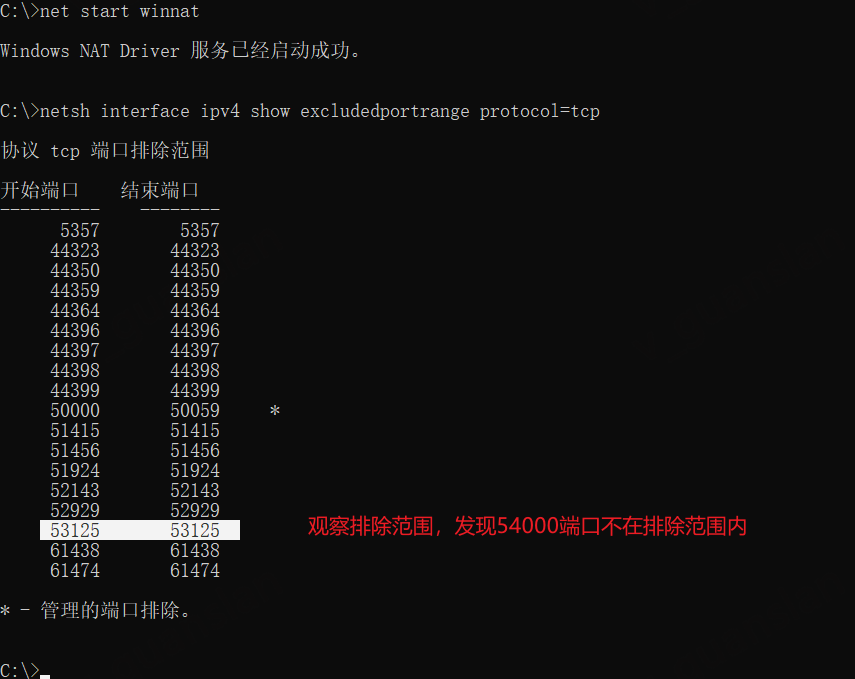 C:\>net start winnat
Windows NAT Driver 服务已经启动成功。
C:\>netsh interface ipv4 show excludedportrange protocol=tcp
协议 tcp 端口排除范围
开始端口    结束端口
----------    --------
5357        5357
44323       44323
44350       44350
44359       44359
44364       44364
44396       44396
44397       44397
44398       44398
44399       44399
50000       50059     *
51415       51415
51456       51456
51924       51924
52143       52143
52929       52929
53125       53125
观察排除范围，发现54000端口不在排除范围内
61438       61438
61474       61474
* - 管理的端口排除。
C:\>